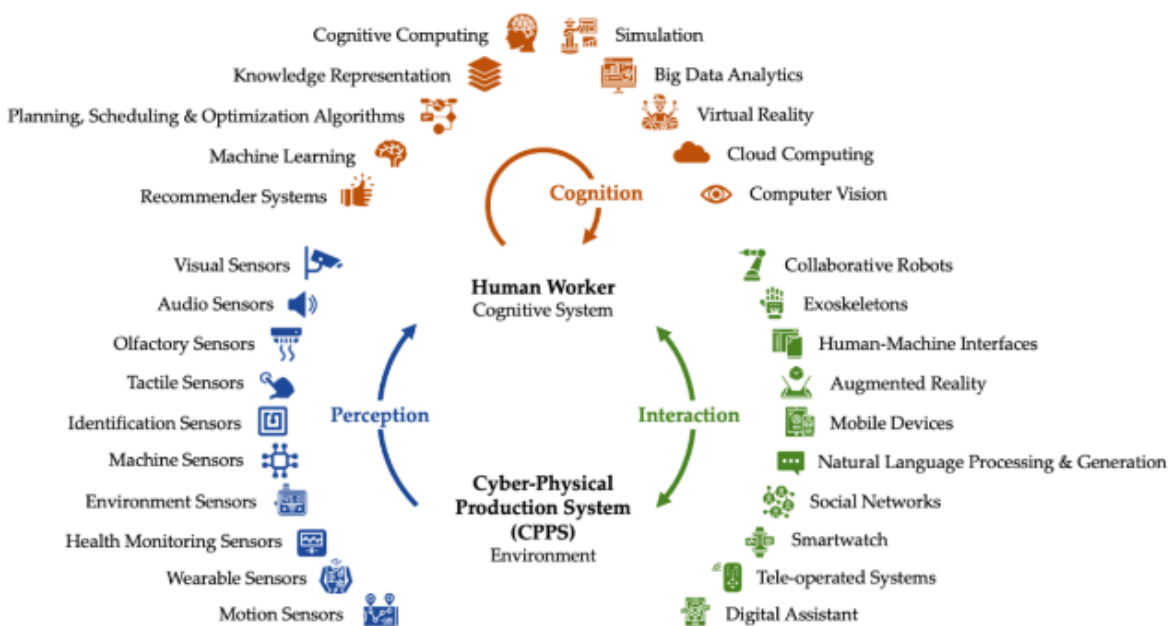 Cognitive Computing
Simulation
Knowledge Representation
Big Data Analytics
Planning, Scheduling & Optimization Algorithms
Virtual Reality
Machine Learning
Cloud Computing
Recommender Systems
Computer Vision
Cognition
Visual Sensors
Audio Sensors
Olfactory Sensors
Tactile Sensors
Identification Sensors
Machine Sensors
Environment Sensors
Health Monitoring Sensors
Wearable Sensors
Motion Sensors
Perception
Human Worker
Cognitive System
Cyber-Physical
Production System
(CPPS)
Environment
Interaction
Collaborative Robots
Exoskeletons
Human-Machine Interfaces
Augmented Reality
Mobile Devices
Natural Language Processing & Generation
Social Networks
Smartwatch
Tele-operated Systems
Digital Assistant